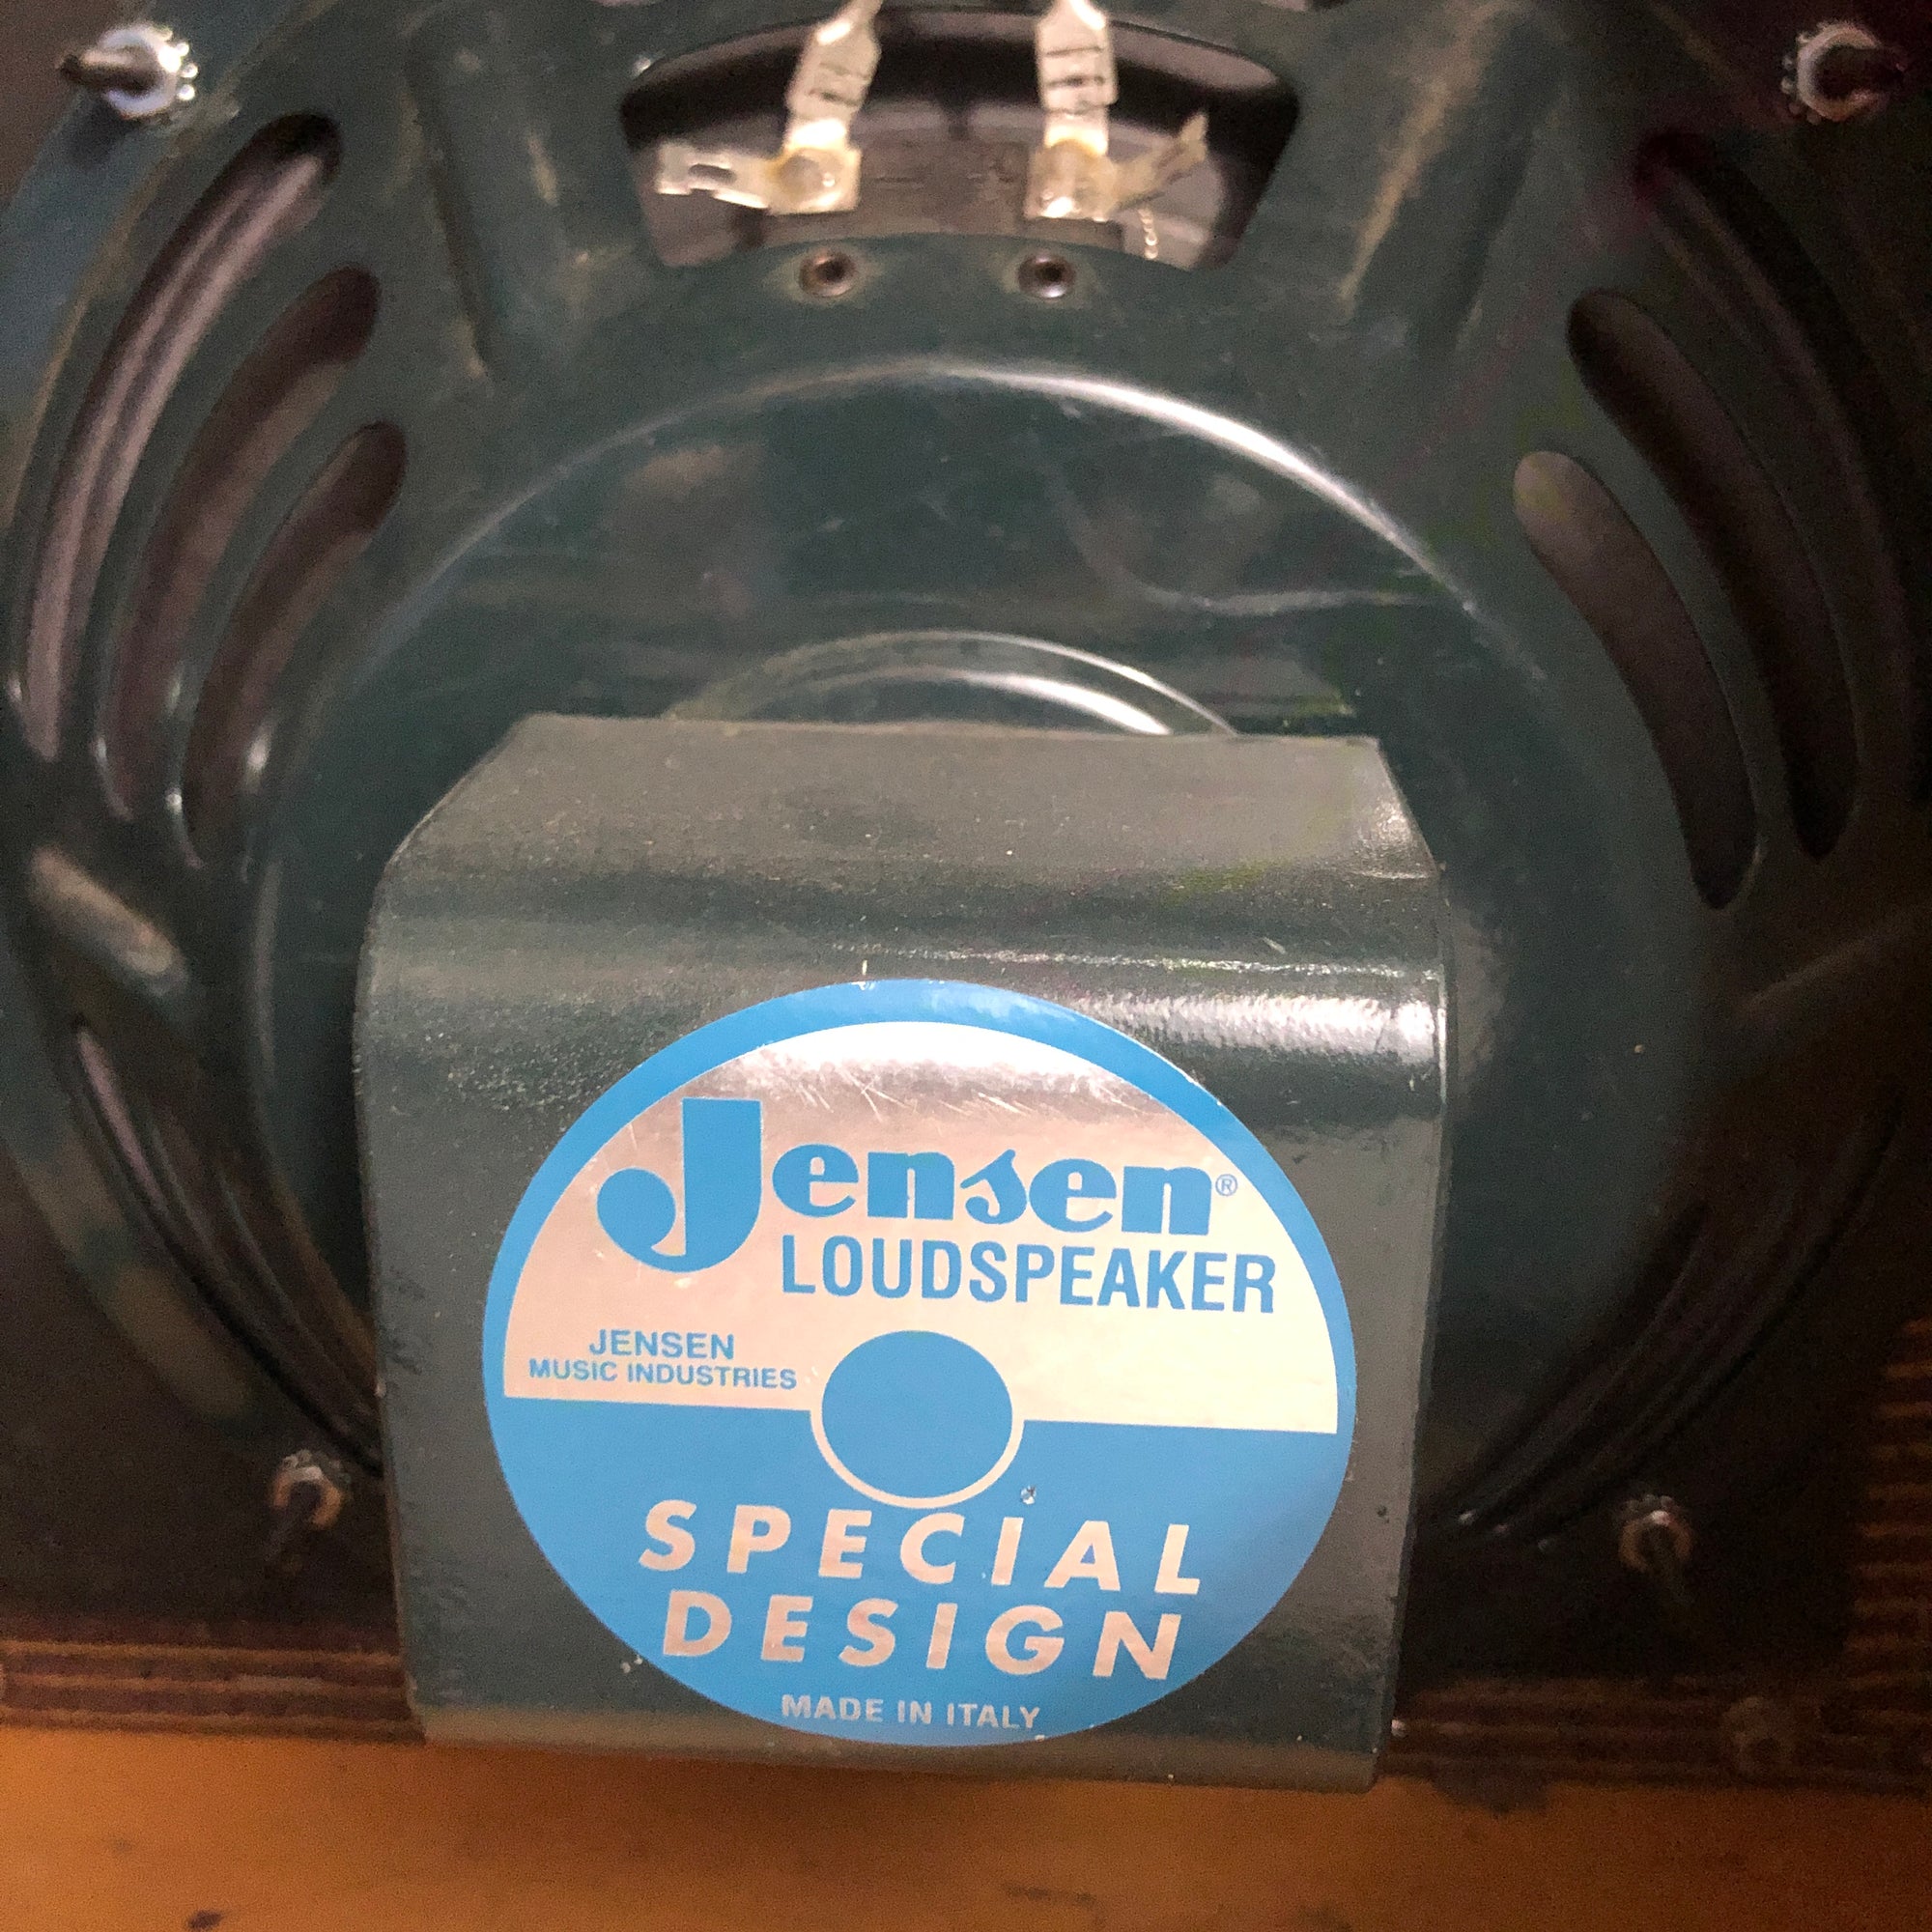 Jensen®
LOUDSPEAKER
JENSEN
MUSIC INDUSTRIES
SPECIAL
DESIGN
MADE IN ITALY